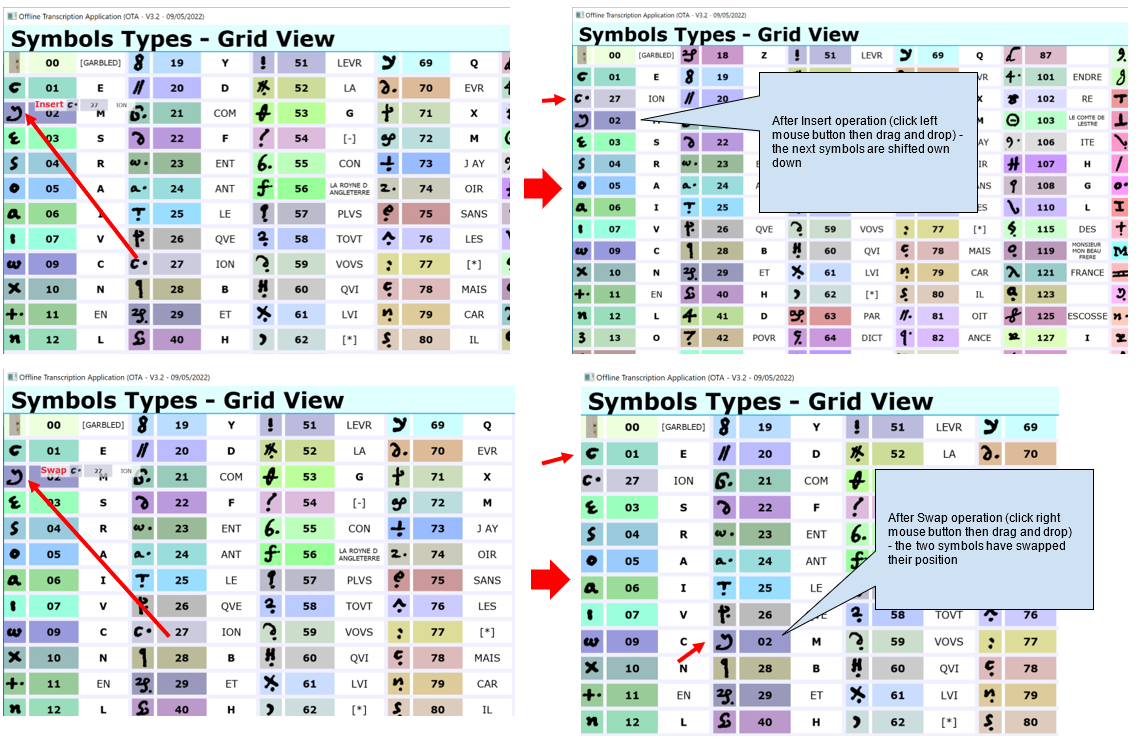 Offline Transcription Application (OTA - V3.2 - 09/05/2022)
Symbols Types - Grid View
00 [GARBLED] 19 Y 51 LEVR 69 Q
01 E 20 D 52 LA 70 EVR
Insert 27 ION
02 M 21 COM 53 G 71 X
03 S 22 F 54 [-] 72 M
04 R 23 ENT 55 CON 73 J AY
05 A 24 ANT 56 LA ROYNE D ANGLETERRE 74 OIR
06 25 LE 57 PLVS 75 SANS
07 V 26 QVE 58 TOVT 76 LES
09 C 27 ION 59 VOVS 77 [*]
10 N 28 B 60 QVI 78 MAIS
11 EN 29 ET 61 LVI 79 CAR
12 L 40 H 62 [*] 80 IL
Offline Transcription Application (OTA - V3.2 - 09/05/2022)
Symbols Types - Grid View
00 [GARBLED] 18 Z 51 LEVR 69 Q 87
01 E 19 101 ENDRE
27 ION 20 X 102 RE
02 M 103 LE COMTE DE LESTRE
03 S 22 106 ITE
04 R 23 107 H
05 A 24 108 G
06 I 25 110 L
07 V 26 QVE 59 VOVS 77 [*] 115 DES
09 C 28 B 60 QVI 78 MAIS 119 MONSIEUR MON BEAU FRERE
10 N 29 ET 61 LVI 79 CAR 121 FRANCE
11 EN 40 H 62 [*] 80 IL 123
12 L 41 D 63 PAR 81 OIT 125 ESCOSSE
13 O 42 POVR 64 DICT 82 ANCE 127 I
After Insert operation (click left
mouse button then drag and drop) -
the next symbols are shifted own
down
Offline Transcription Application (OTA - V3.2 - 09/05/2022)
Symbols Types - Grid View
00 [GARBLED] 19 Y 51 LEVR 69 Q
01 E 20 D 52 LA 70 EVR
Swap 27 ION
02 M 21 COM 53 G 71 X
03 S 22 F 54 [-] 72 M
04 R 23 ENT 55 CON 73 J AY
05 A 24 ANT 56 LA ROYNE D ANGLETERRE 74 OIR
06 I 25 LE 57 PLVS 75 SANS
07 V 26 QVE 58 TOVT 76 LES
09 C 27 ION 59 VOVS 77 [*]
10 N 28 B 60 QVI 78 MAIS
11 EN 29 ET 61 LVI 79 CAR
12 L 40 H 62 [*] 80 IL
Offline Transcription Application (OTA - V3.2 - 09/05/2022)
Symbols Types - Grid View
00 [GARBLED] 19 Y 51 LEVR 69
01 E 20 D 52 LA 70
27 ION 21 COM
03 S 22 F
04 R 23 ENT
05 A 24 ANT
06 I 25 LE
07 V 26 58 TOVT 76
09 C 02 M 59 VOVS 77
10 N 28 B 60 QVI 78
11 EN 29 ET 61 LVI 79
12 L 40 H 62 [*] 80
After Swap operation (click right
mouse button then drag and drop)
- the two symbols have swapped
their position